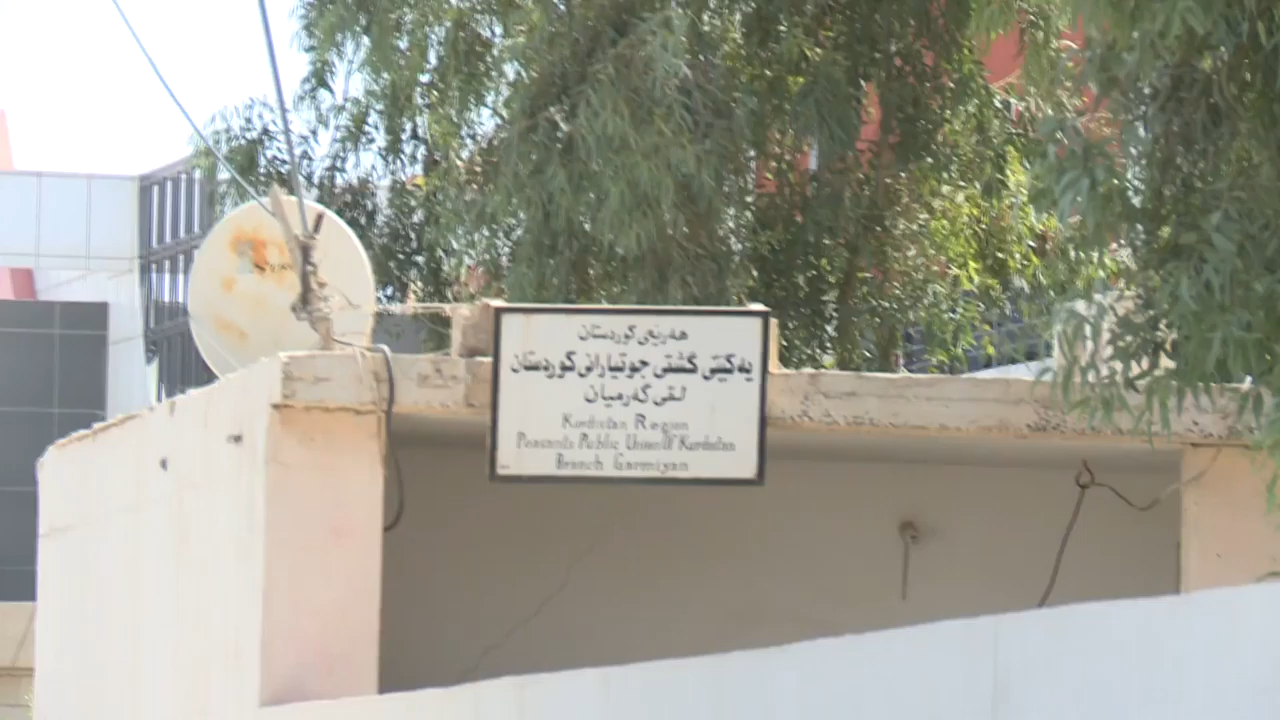 هەرێمی کوردستان
یەکێتی گشتی جوتیارانی کوردستان
لقی گەرمیان
Kurdistan Region
Peasants Public Union Of Kurdistan
Branch Garmiyan